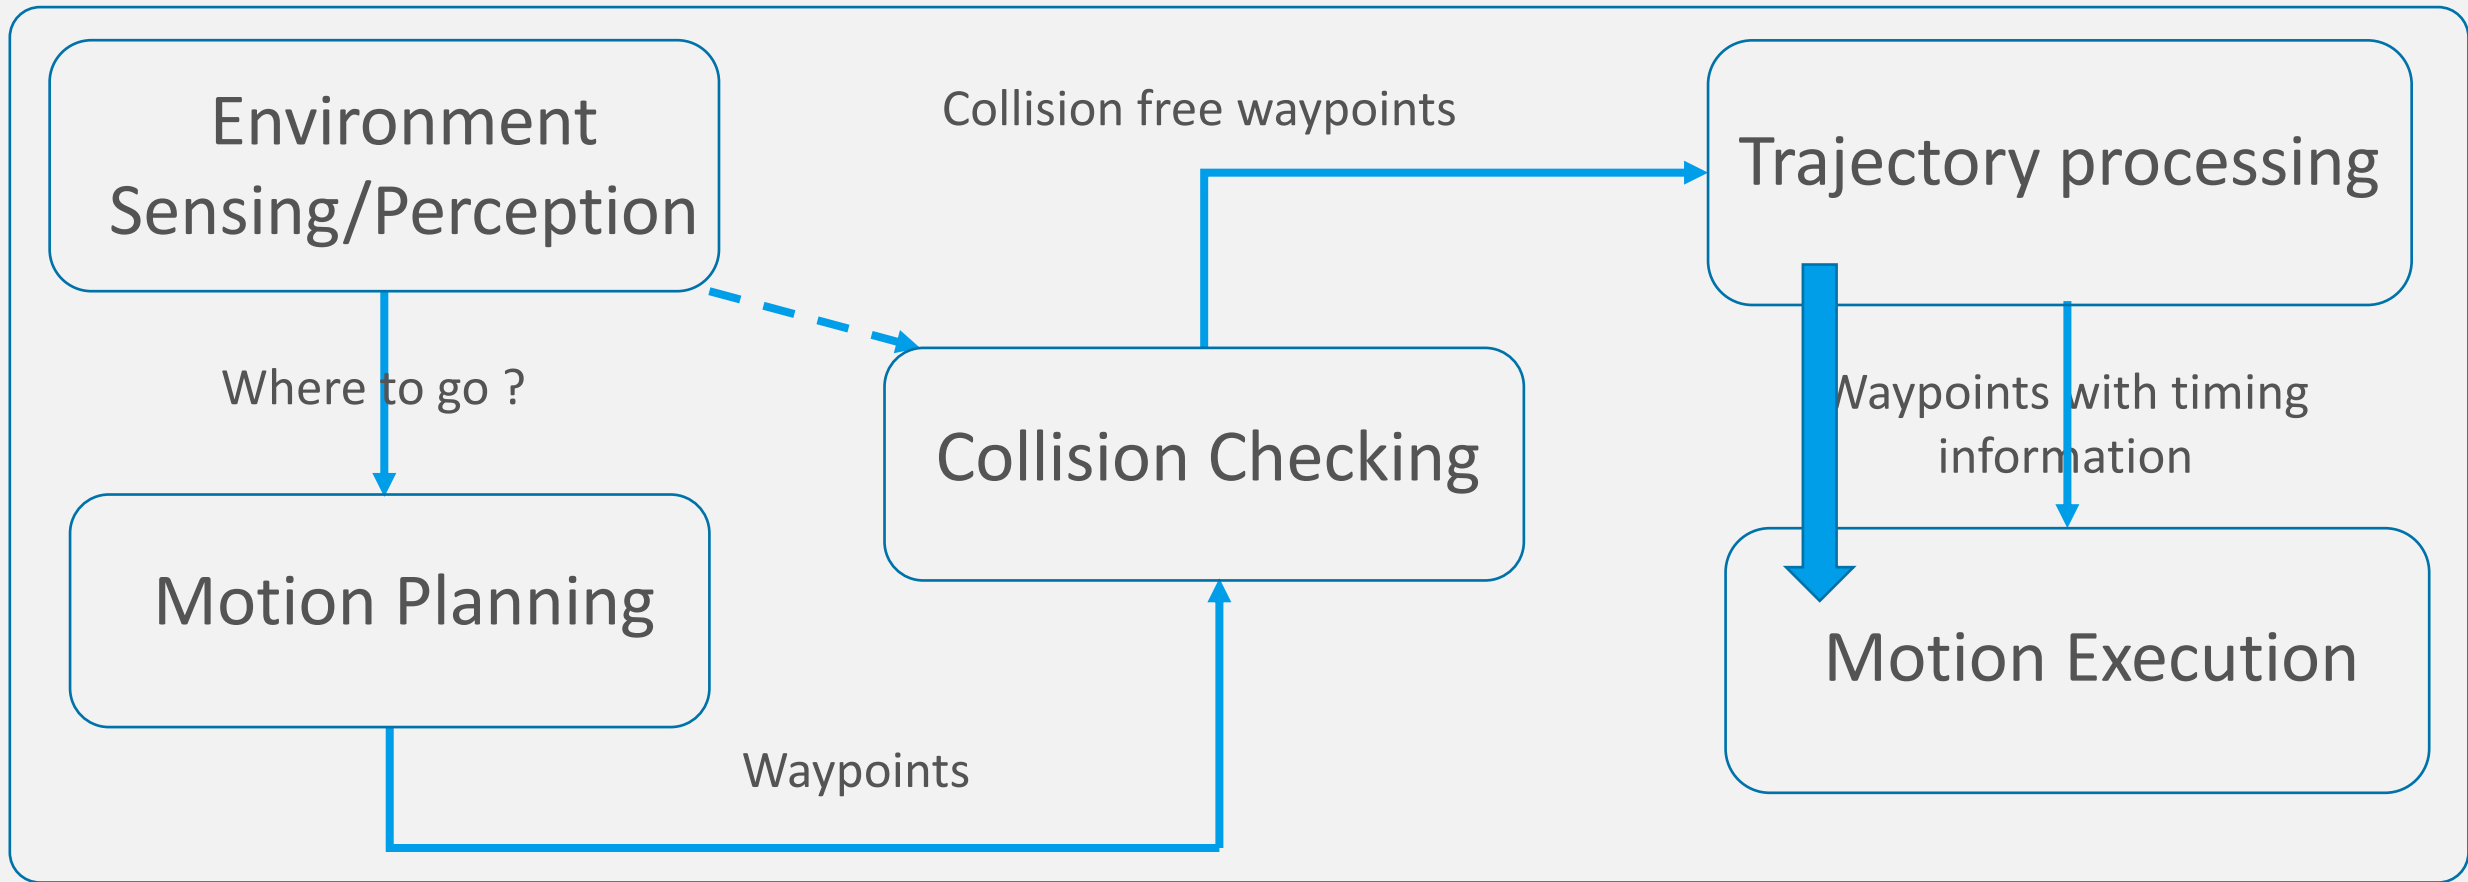 Environment
Sensing/Perception
Where to go ?
Motion Planning
Waypoints
Collision Checking
Collision free waypoints
Trajectory processing
Waypoints with timing
information
Motion Execution